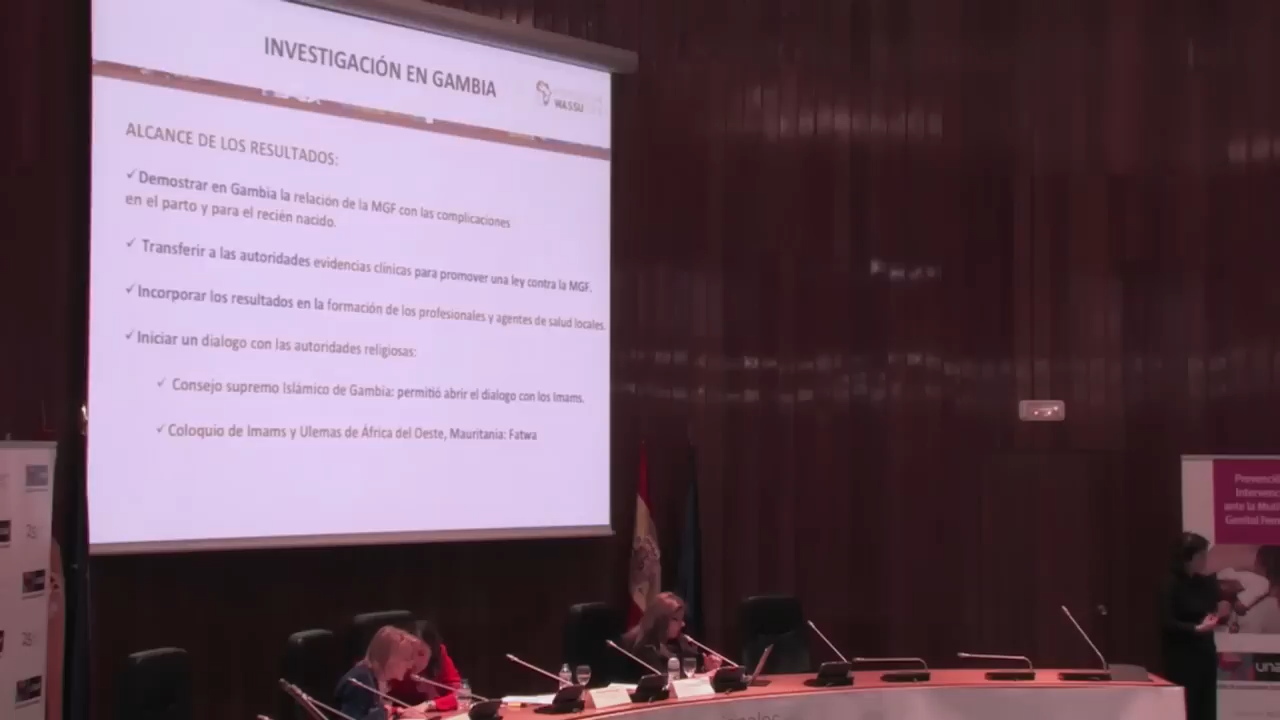 INVESTIGACIÓN EN GAMBIA
WASSU
ALCANCE DE LOS RESULTADOS:
✓Demostrar en Gambia la relación de la MGF con las complicaciones
en el parto y para el recién nacido.
✓ Transferir a las autoridades evidencias clínicas para promover una ley contra la MGF.
✓Incorporar los resultados en la formación de los profesionales y agentes de salud locales.
✓Iniciar un dialogo con las autoridades religiosas:
✓ Consejo supremo Islámico de Gambia: permitió abrir el dialogo con los Imams.
✓Coloquio de Imams y Ulemas de África del Oeste, Mauritania: Fatwa
ante la